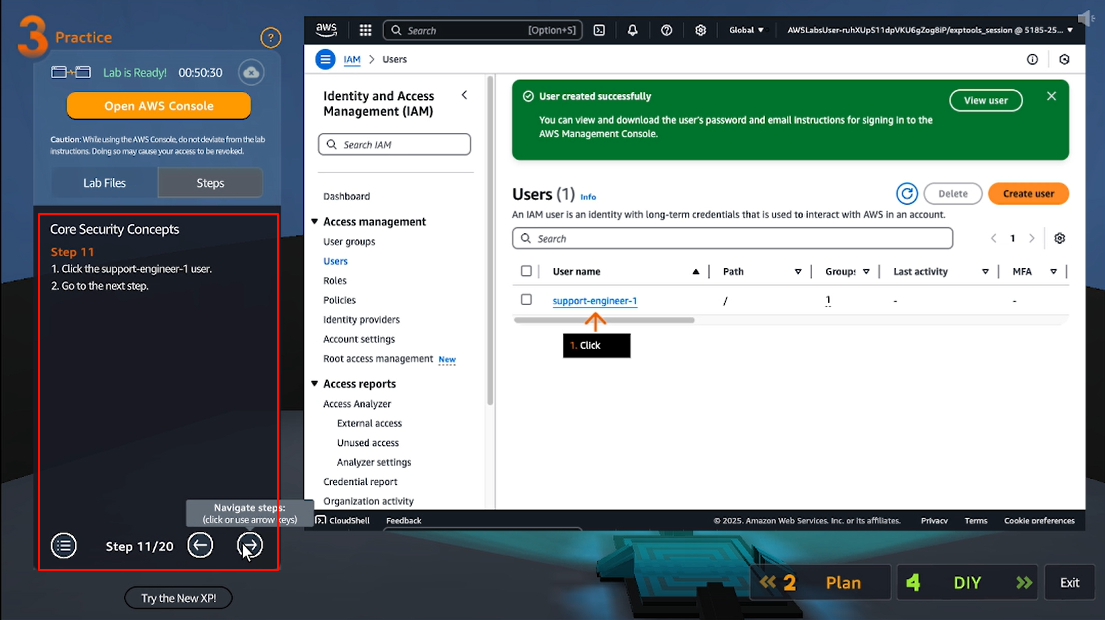 3 Practice
?
Lab is Ready! 00:50:30
Open AWS Console
Caution: While using the AWS Console, do not deviate from the lab
instructions. Doing so may cause your access to be revoked.
Lab Files
Steps
Core Security Concepts
Step 11
1. Click the support-engineer-1 user.
2. Go to the next step.
Navigate steps:
(click or use arrow keys)
Step 11/20
Try the New XP!
aws
Search [Option+S]
Global
AWSLabsUser-ruhXUpS11dpVKU6gZog8iP/exptools_session @ 5185-25...
IAM > Users
Identity and Access
Management (IAM)
Search IAM
Dashboard
Access management
User groups
Users
Roles
Policies
Identity providers
Account settings
Root access management New
Access reports
Access Analyzer
External access
Unused access
Analyzer settings
Credential report
Organization activity
User created successfully
You can view and download the user's password and email instructions for signing in to the
AWS Management Console.
View user
Users (1) Info
Delete
Create user
An IAM user is an identity with long-term credentials that is used to interact with AWS in an account.
Search
1
User name Path Groups Last activity MFA
support-engineer-1 / 1 - -
1. Click
CloudShell Feedback
© 2025, Amazon Web Services, Inc. or its affiliates. Privacy Terms Cookie preferences
2 Plan
4 DIY
Exit